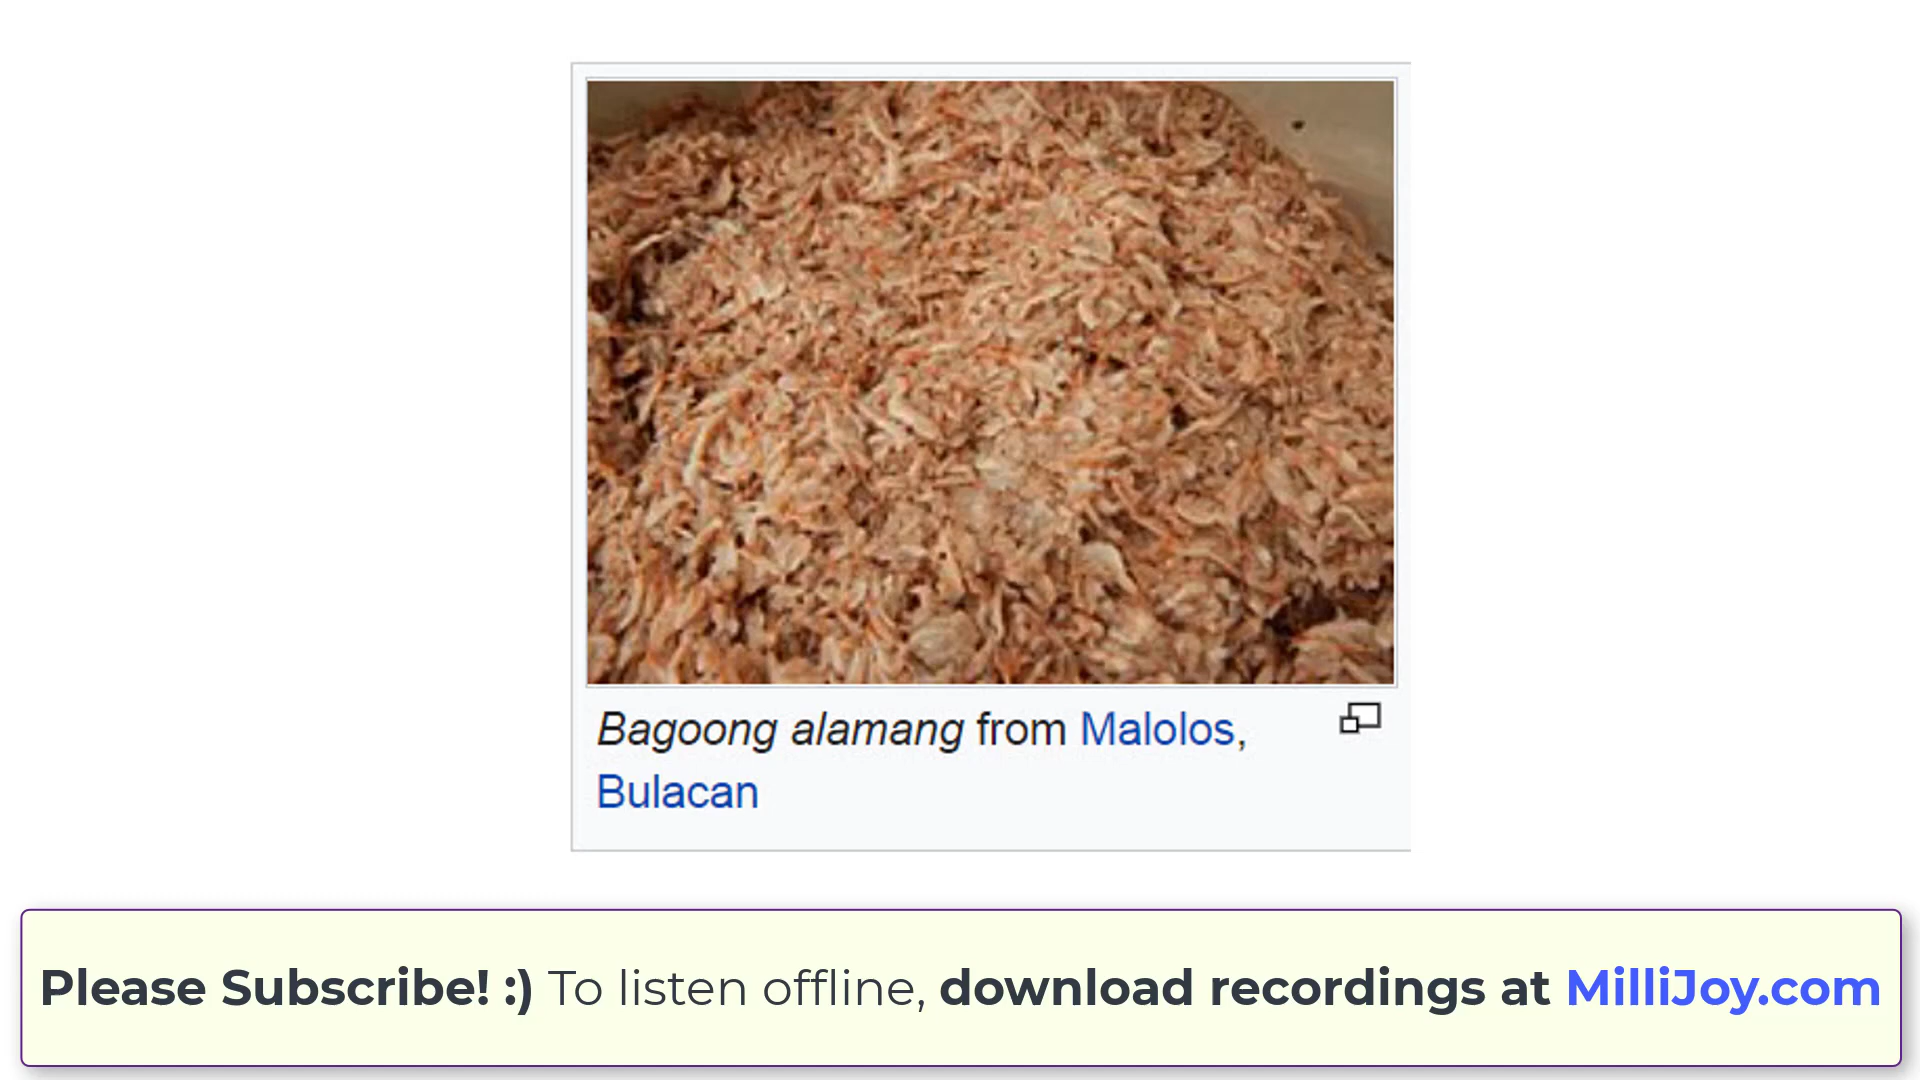 Bagoong alamang from Malolos,
Bulacan
Please Subscribe! :) To listen offline, download recordings at MilliJoy.com